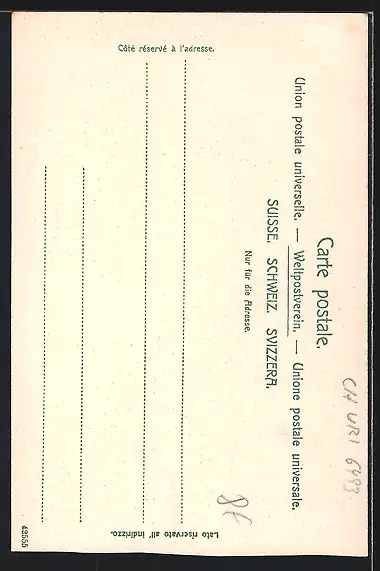 Carte postale.
Union postale universelle. — Weltpostverein. — Unione postale universale.
SUISSE. SCHWEIZ. SVIZZERA.
Nur für die Adresse.
Côté réservé à l'adresse.
Lato riservato all' indirizzo.
42555
CH URI 6493